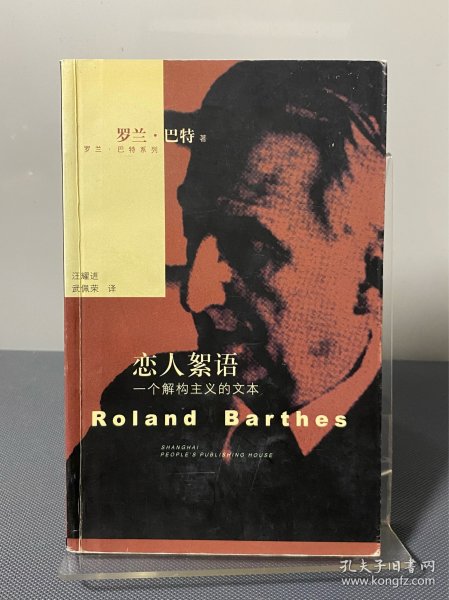 罗兰·巴特 著
罗兰·巴特系列
汪耀进
武佩荣 译
恋人絮语
一个解构主义的文本
Roland Barthes
SHANGHAI
PEOPLE'S PUBLISHING HOUSE
孔夫子旧书网
www.kongfz.com